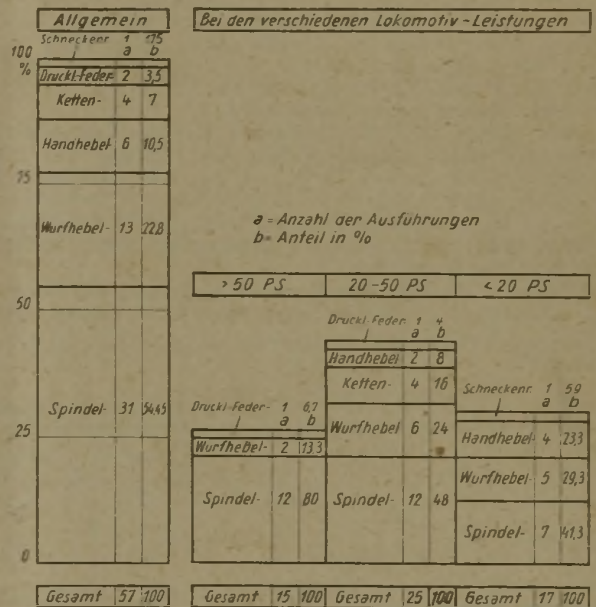 Allgemein
Bei den verschiedenen Lokomotiv-Leistungen
Schneckenr. 1 1,75
a b
100
%
Druckl.-Feder- 2 3,5
Ketten- 4 7
Handhebel- 6 10,5
75
Wurfhebel- 13 22,8
50
Spindel- 31 54,45
25
0
Gesamt 57 100
a = Anzahl der Ausführungen
b = Anteil in %
> 50 PS
Druckl.-Feder- 1 6,7
a b
Wurfhebel- 2 13,3
Spindel- 12 80
Gesamt 15 100
20-50 PS
Druckl.-Feder. 1 4
a b
Handhebel 2 8
Ketten- 4 16
Wurfhebel 6 24
Spindel- 12 48
Gesamt 25 100
< 20 PS
Schneckenr. 1 5,9
a b
Handhebel- 4 23,3
Wurfhebel- 5 29,3
Spindel- 7 41,3
Gesamt 17 100